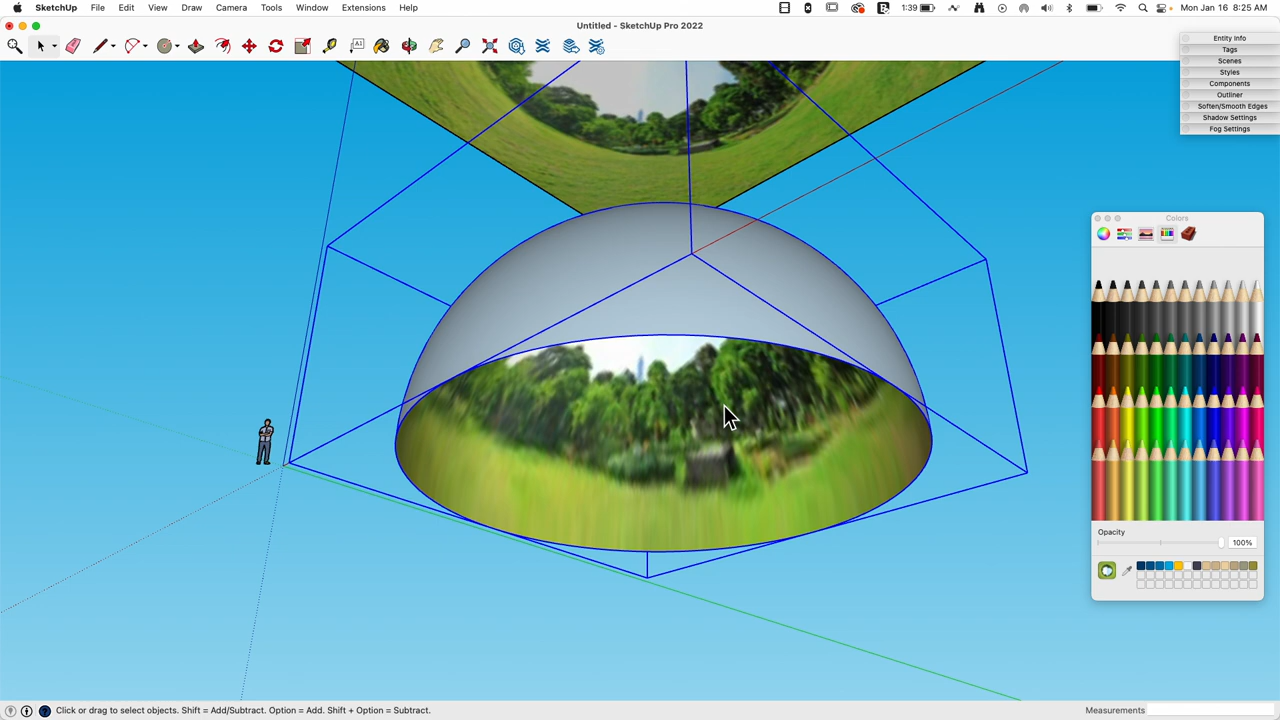 SketchUp File Edit View Draw Camera Tools Window Extensions Help 1:39 Mon Jan 16 8:25 AM
Untitled - SketchUp Pro 2022
Entity Info
Tags
Scenes
Styles
Components
Outliner
Soften/Smooth Edges
Shadow Settings
Fog Settings
Colors
Opacity
100%
Click or drag to select objects. Shift = Add/Subtract. Option = Add. Shift + Option = Subtract. Measurements